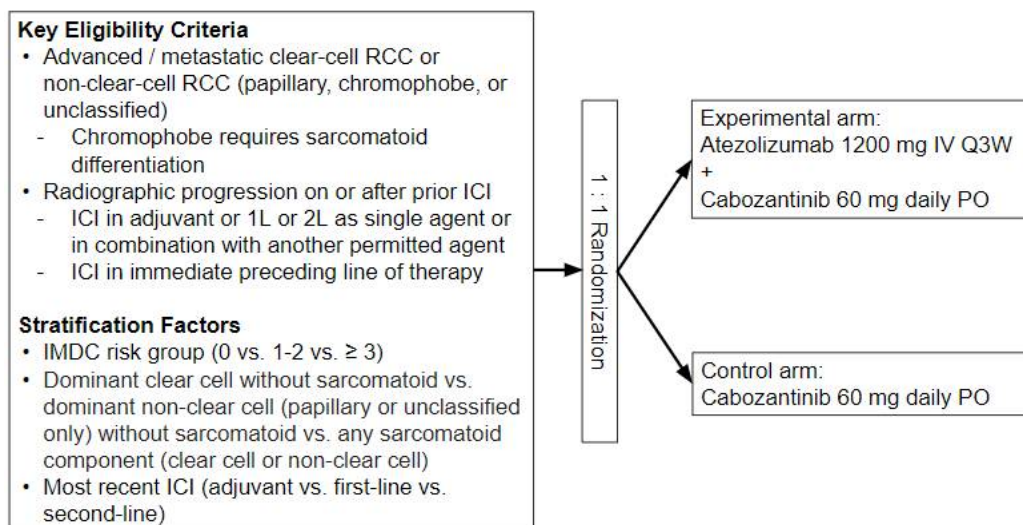 Key Eligibility Criteria
• Advanced / metastatic clear-cell RCC or
non-clear-cell RCC (papillary, chromophobe, or
unclassified)
- Chromophobe requires sarcomatoid
differentiation
• Radiographic progression on or after prior ICI
- ICI in adjuvant or 1L or 2L as single agent or
in combination with another permitted agent
- ICI in immediate preceding line of therapy
Stratification Factors
• IMDC risk group (0 vs. 1-2 vs. ≥ 3)
• Dominant clear cell without sarcomatoid vs.
dominant non-clear cell (papillary or unclassified
only) without sarcomatoid vs. any sarcomatoid
component (clear cell or non-clear cell)
• Most recent ICI (adjuvant vs. first-line vs.
second-line)
1 : 1 Randomization
Experimental arm:
Atezolizumab 1200 mg IV Q3W
+
Cabozantinib 60 mg daily PO
Control arm:
Cabozantinib 60 mg daily PO